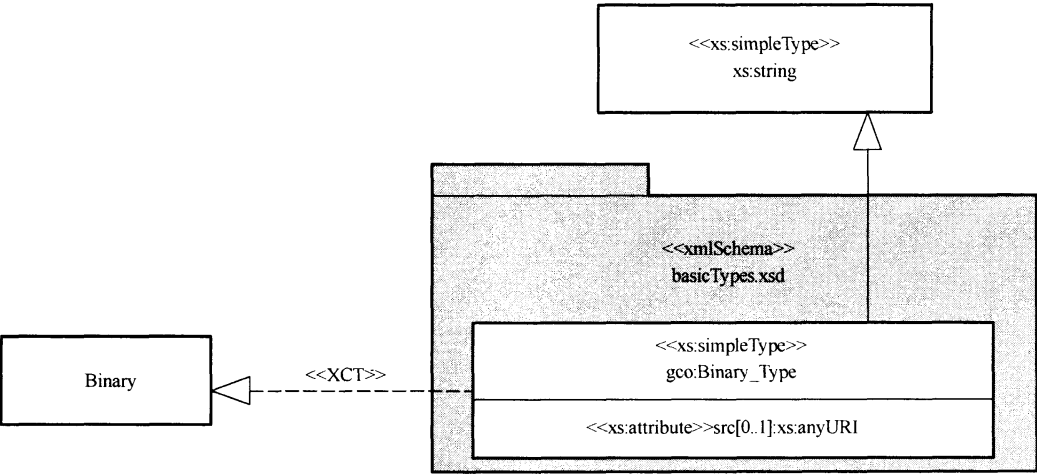 <<xs:simpleType>>
xs:string
<<xmlSchema>>
basicTypes.xsd
<<xs:simpleType>>
gco:Binary_Type
<<xs:attribute>>src[0..1]:xs:anyURI
Binary
<<XCT>>